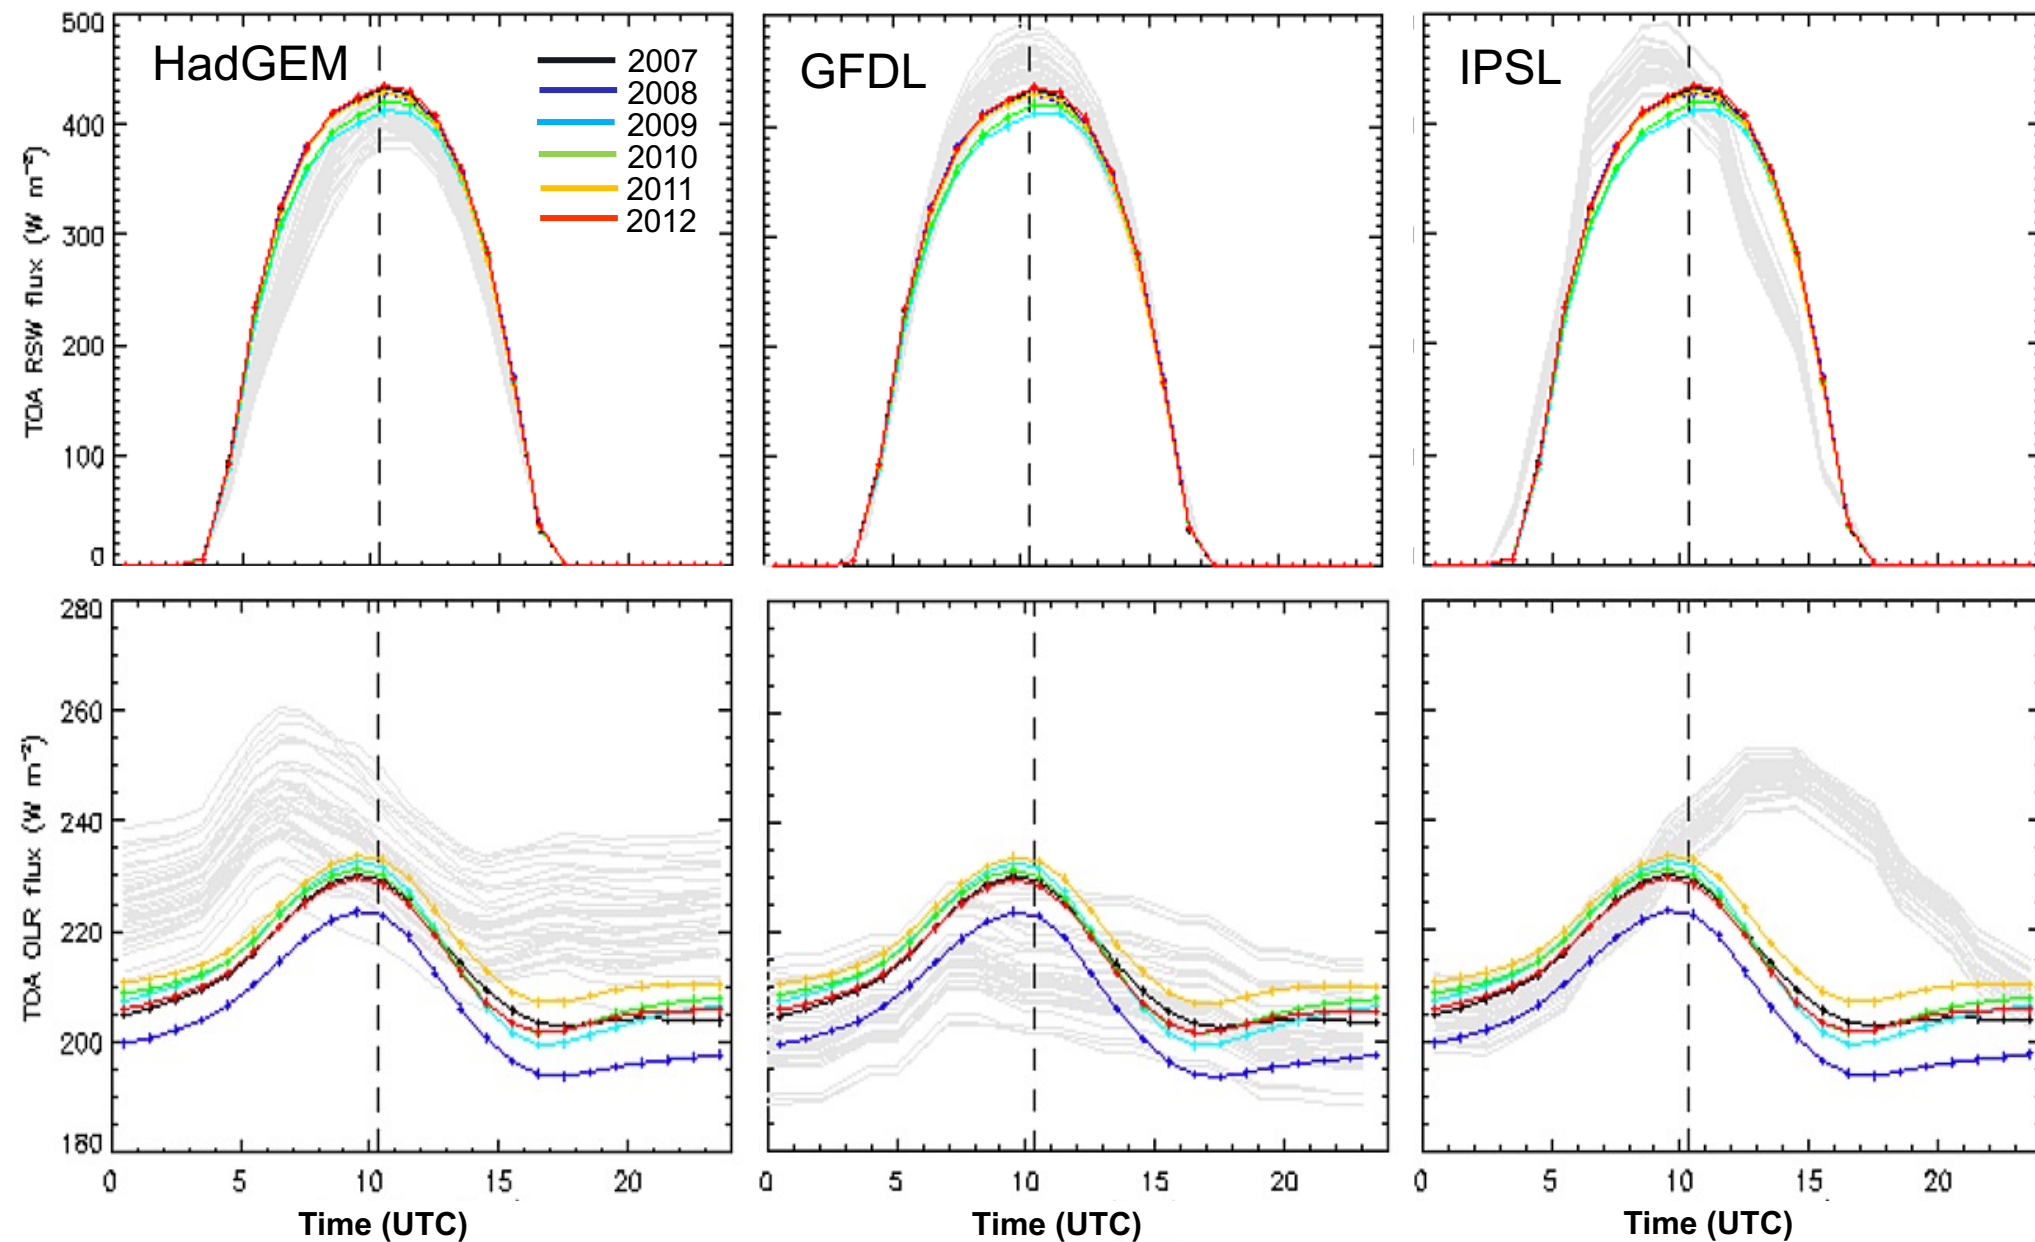 HadGEM
GFDL
IPSL
2007
2008
2009
2010
2011
2012
TOA RSW flux (W m⁻²)
500
400
300
200
100
0
TOA OLR flux (W m⁻²)
280
260
240
220
200
180
0 5 10 15 20
0 5 10 15 20
0 5 10 15 20
Time (UTC)
Time (UTC)
Time (UTC)